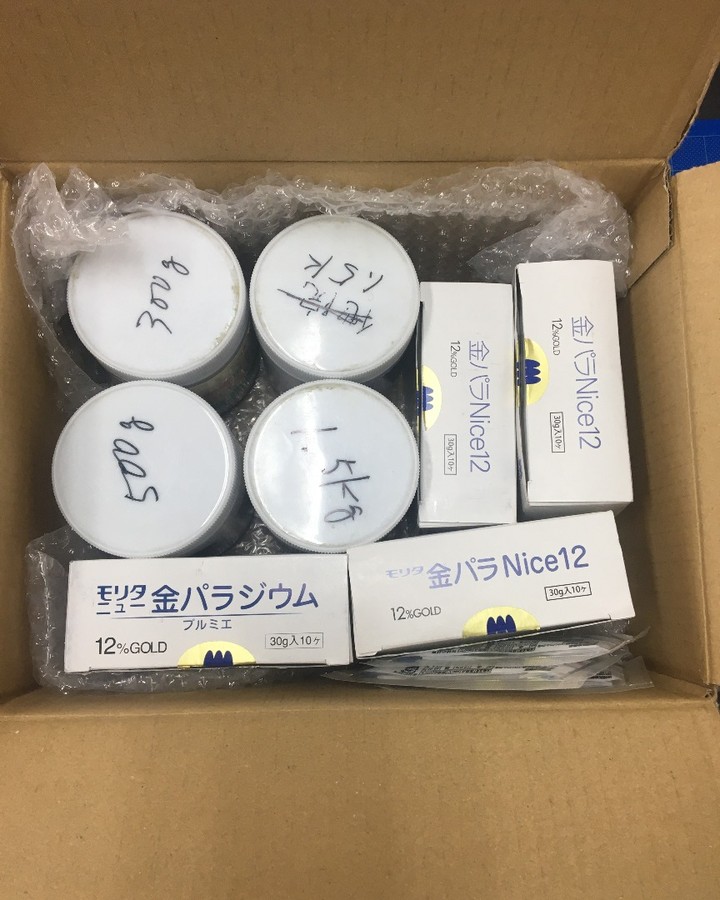 300g
1.5K
金パラNice12
12%GOLD
30g入10ヶ
金パラNice12
12%GOLD
30g入10ヶ
500g
1.5kg
モリタ
ニュー 金パラジウム
プルミエ
12%GOLD
30g入10ヶ
モリタ 金パラNice12
12%GOLD
30g入10ヶ